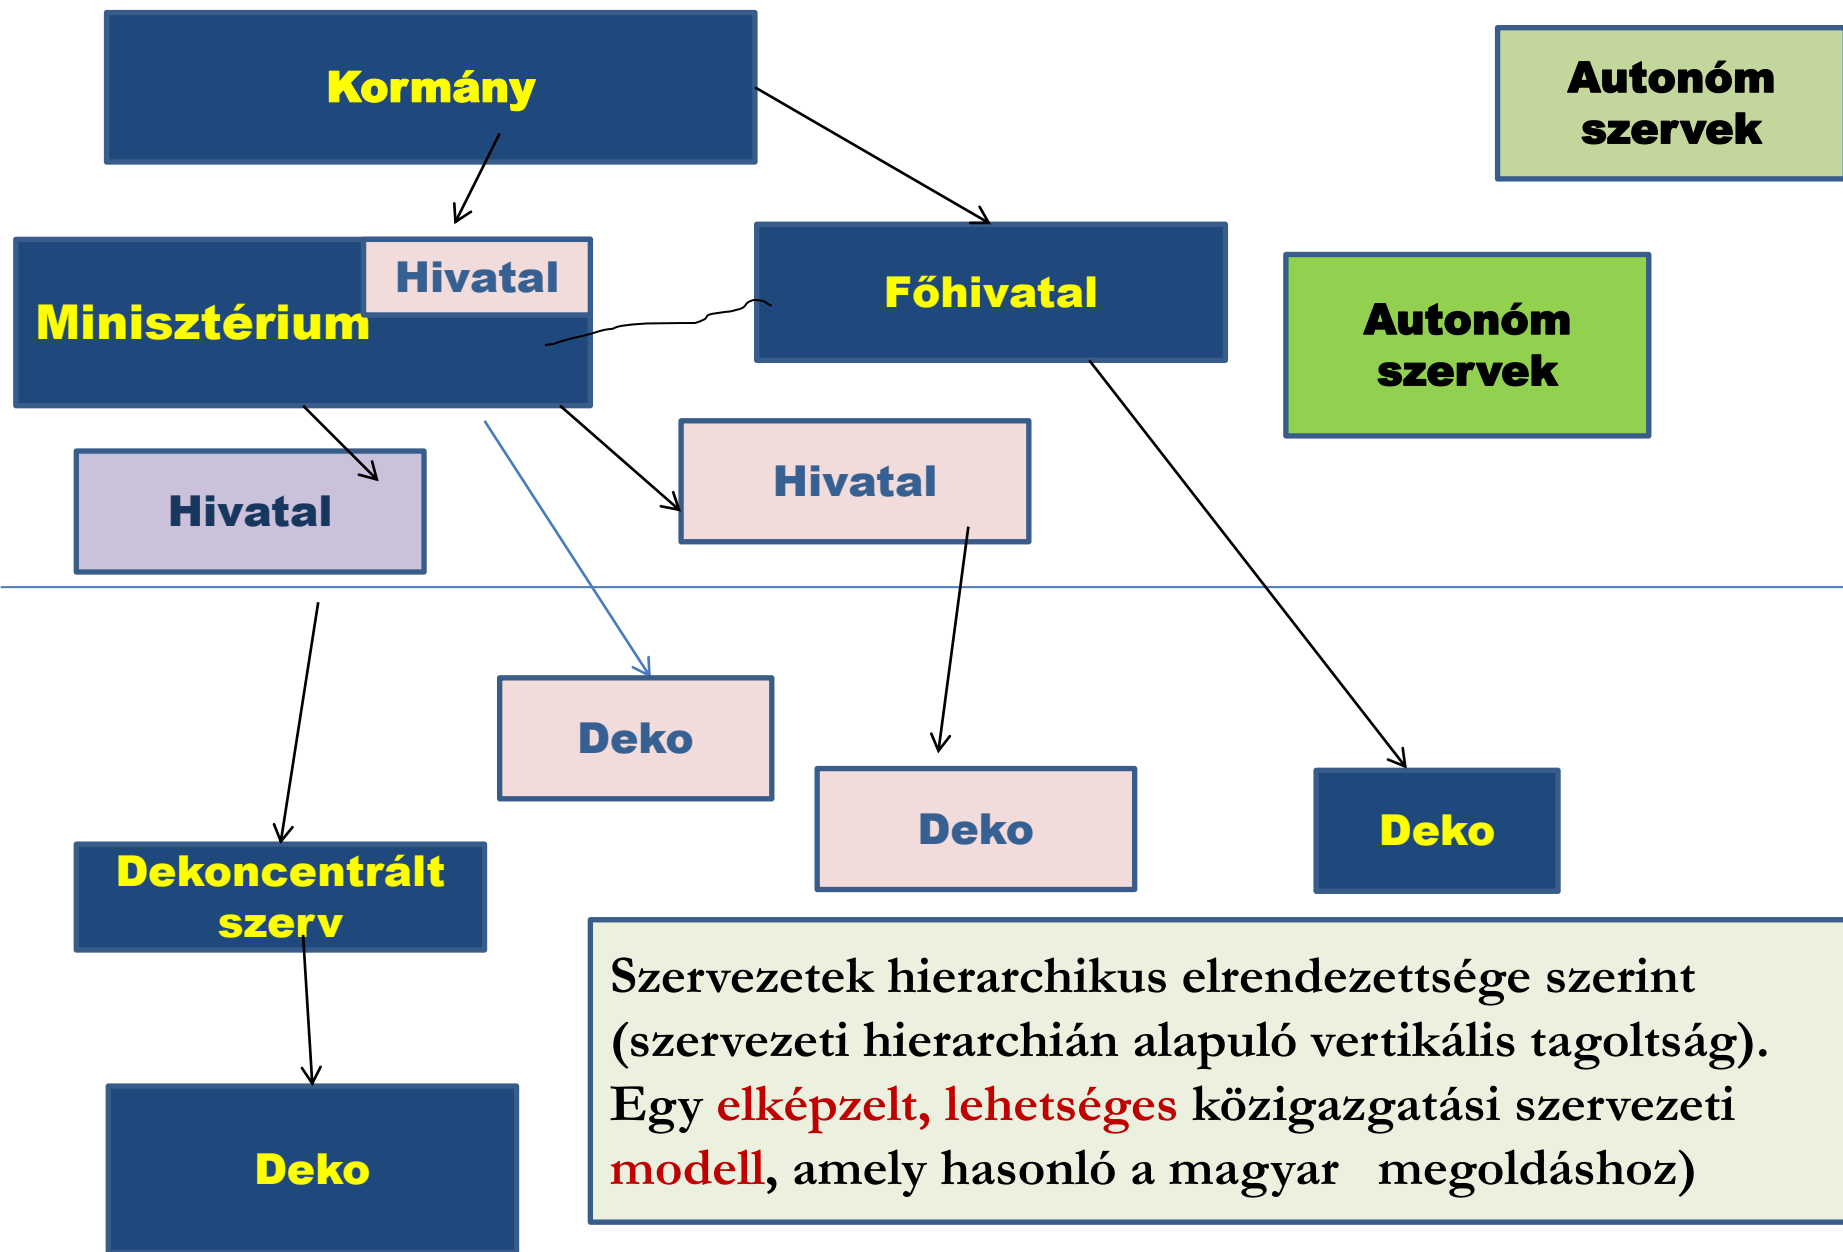 Kormány
Autonóm
szervek
Hivatal
Minisztérium
Főhivatal
Autonóm
szervek
Hivatal
Hivatal
Deko
Deko
Deko
Dekoncentrált
szerv
Deko
Szervezetek hierarchikus elrendezettsége szerint
(szervezeti hierarchián alapuló vertikális tagoltság).
Egy elképzelt, lehetséges közigazgatási szervezeti
modell, amely hasonló a magyar megoldáshoz)